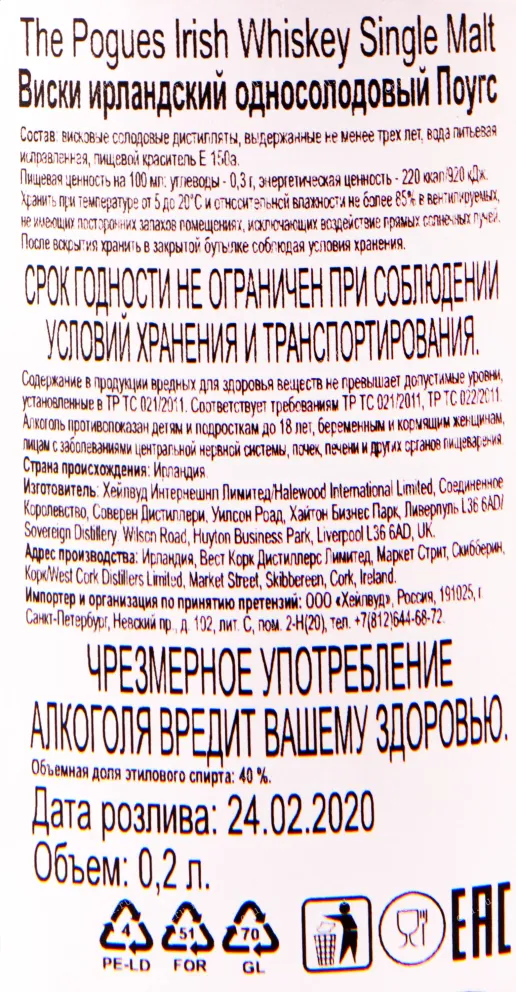 The Pogues Irish Whiskey Single Malt
Виски ирландский односолодовый Поугс
Состав: висковые солодовые дистилляты, выдержанные не менее трех лет, вода питьевая
исправленная, пищевой краситель Е 150а.
Пищевая ценность на 100 мл: углеводы - 0,3 г, энергетическая ценность - 220 ккал/920 кДж.
Хранить при температуре от 5 до 20°С и относительной влажности не более 85% в вентилируемых,
не имеющих посторонних запахов помещениях, исключающих воздействие прямых солнечных лучей.
После вскрытия хранить в закрытой бутылке соблюдая условия хранения.
СРОК ГОДНОСТИ НЕ ОГРАНИЧЕН ПРИ СОБЛЮДЕНИИ
УСЛОВИЙ ХРАНЕНИЯ И ТРАНСПОРТИРОВАНИЯ.
Содержание в продукции вредных для здоровья веществ не превышает допустимые уровни,
установленные в ТР ТС 021/2011. Соответствует требованиям ТР ТС 021/2011, ТР ТС 022/2011.
Алкоголь противопоказан детям и подросткам до 18 лет, беременным и кормящим женщинам,
лицам с заболеваниями центральной нервной системы, почек, печени и других органов пищеварения.
Страна происхождения: Ирландия
Изготовитель: Хейлвуд Интернешнл Лимитед/Halewood International Limited, Соединенное
Королевство, Соверен Дистиллери, Уилсон Роад, Хайтон Бизнес Парк, Ливерпуль L36 6AD/
Sovereign Distillery. Wilson Road, Huyton Business Park, Liverpool L36 6AD, UK.
Адрес производства: Ирландия, Вест Корк Дистиллерс Лимитед, Маркет Стрит, Скибберин,
Корк/West Cork Distillers Limited, Market Street, Skibbereen, Cork, Ireland.
Импортер и организация по принятию претензий: ООО «Хейлвуд», Россия, 191025, г.
Санкт-Петербург, Невский пр., д. 102, лит. С, пом. 2-Н(20), тел. +7(812)644-68-72.
ЧРЕЗМЕРНОЕ УПОТРЕБЛЕНИЕ
АЛКОГОЛЯ ВРЕДИТ ВАШЕМУ ЗДОРОВЬЮ.
Объемная доля этилового спирта: 40 %.
Дата розлива: 24.02.2020
Объем: 0,2 л.
4 51 70
PE-LD FOR GL
ЕАС